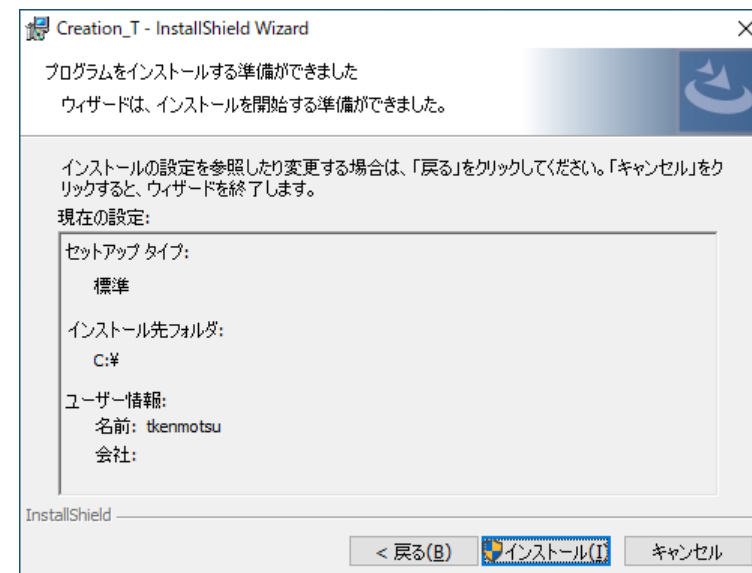 Creation_T - InstallShield Wizard
プログラムをインストールする準備ができました
ウィザードは、インストールを開始する準備ができました。
インストールの設定を参照したり変更する場合は、「戻る」をクリックしてください。「キャンセル」をク
リックすると、ウィザードを終了します。
現在の設定:
セットアップ タイプ:
標準
インストール先フォルダ:
C:¥
ユーザー情報:
名前: tkenmotsu
会社:
InstallShield
< 戻る(B) インストール(I) キャンセル